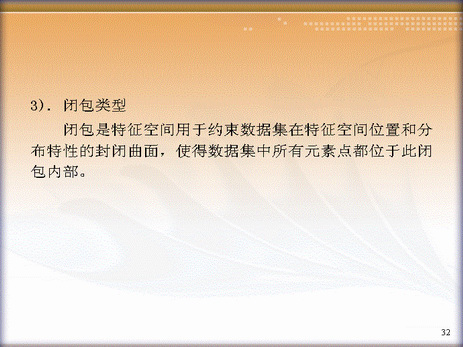 3). 闭包类型
闭包是特征空间用于约束数据集在特征空间位置和分
布特性的封闭曲面，使得数据集中所有元素点都位于此闭
包内部。
32